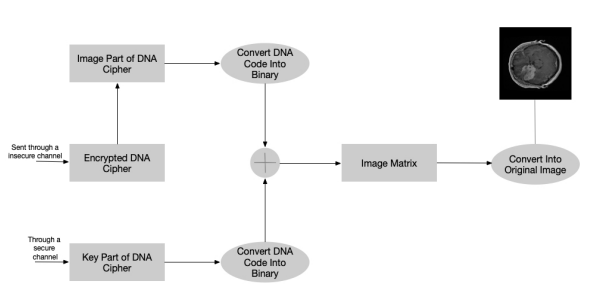 Image Part of DNA
Cipher
Convert DNA
Code Into
Binary
Sent through a
insecure channel
Encrypted DNA
Cipher
Image Matrix
Convert Into
Original Image
Through a
secure
channel
Key Part of DNA
Cipher
Convert DNA
Code Into
Binary